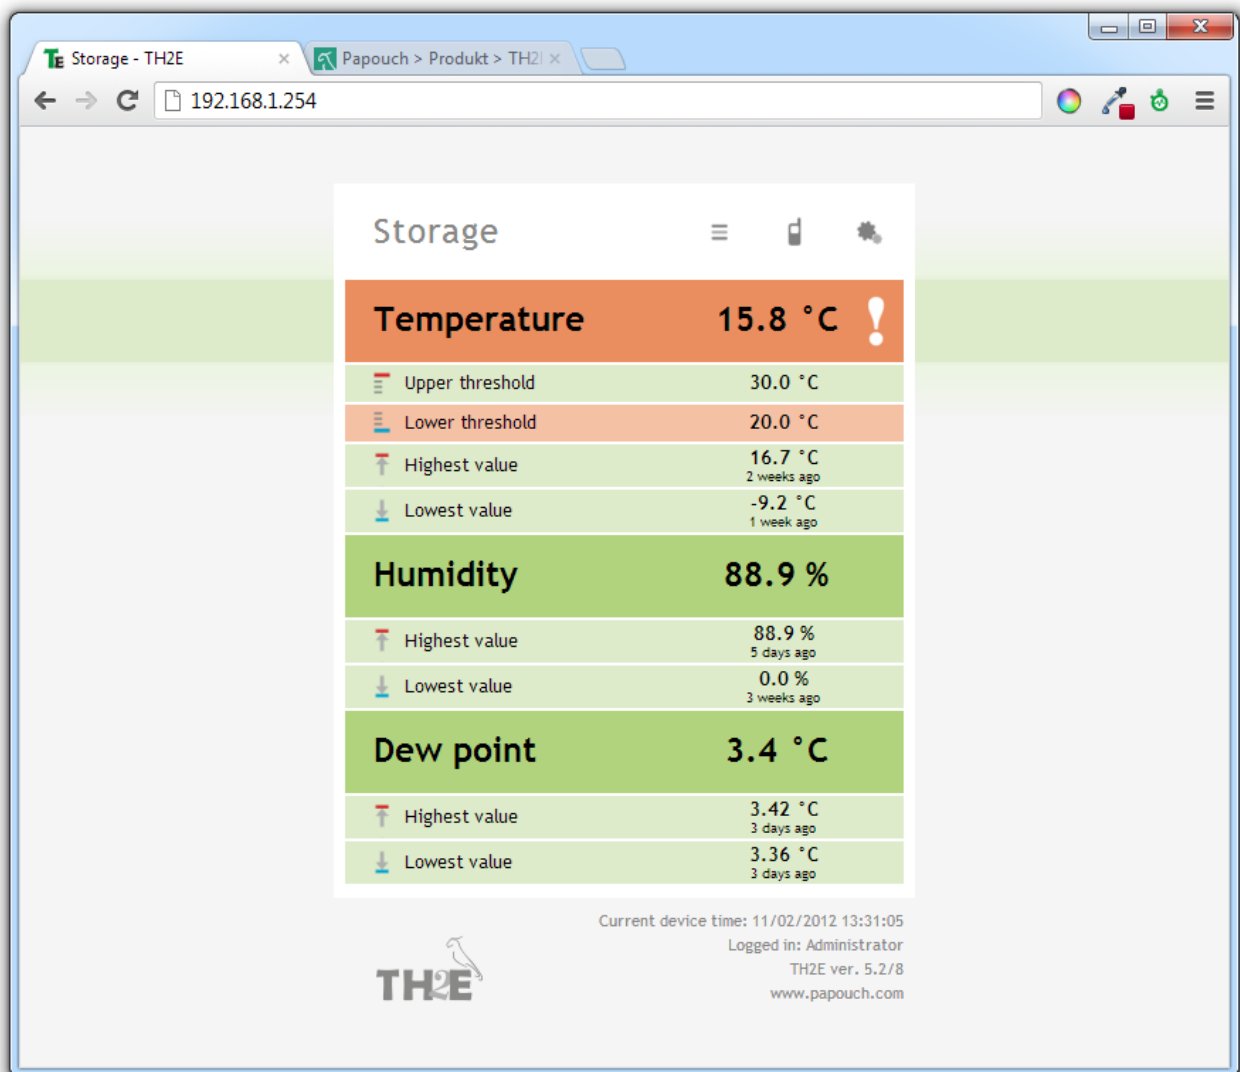 Storage - TH2E
Papouch > Produkt > TH2
192.168.1.254
Storage
Temperature 15.8 °C !
Upper threshold 30.0 °C
Lower threshold 20.0 °C
Highest value 16.7 °C
2 weeks ago
Lowest value -9.2 °C
1 week ago
Humidity 88.9 %
Highest value 88.9 %
5 days ago
Lowest value 0.0 %
3 weeks ago
Dew point 3.4 °C
Highest value 3.42 °C
3 days ago
Lowest value 3.36 °C
3 days ago
Current device time: 11/02/2012 13:31:05
Logged in: Administrator
TH2E ver. 5.2/8
www.papouch.com
TH2E